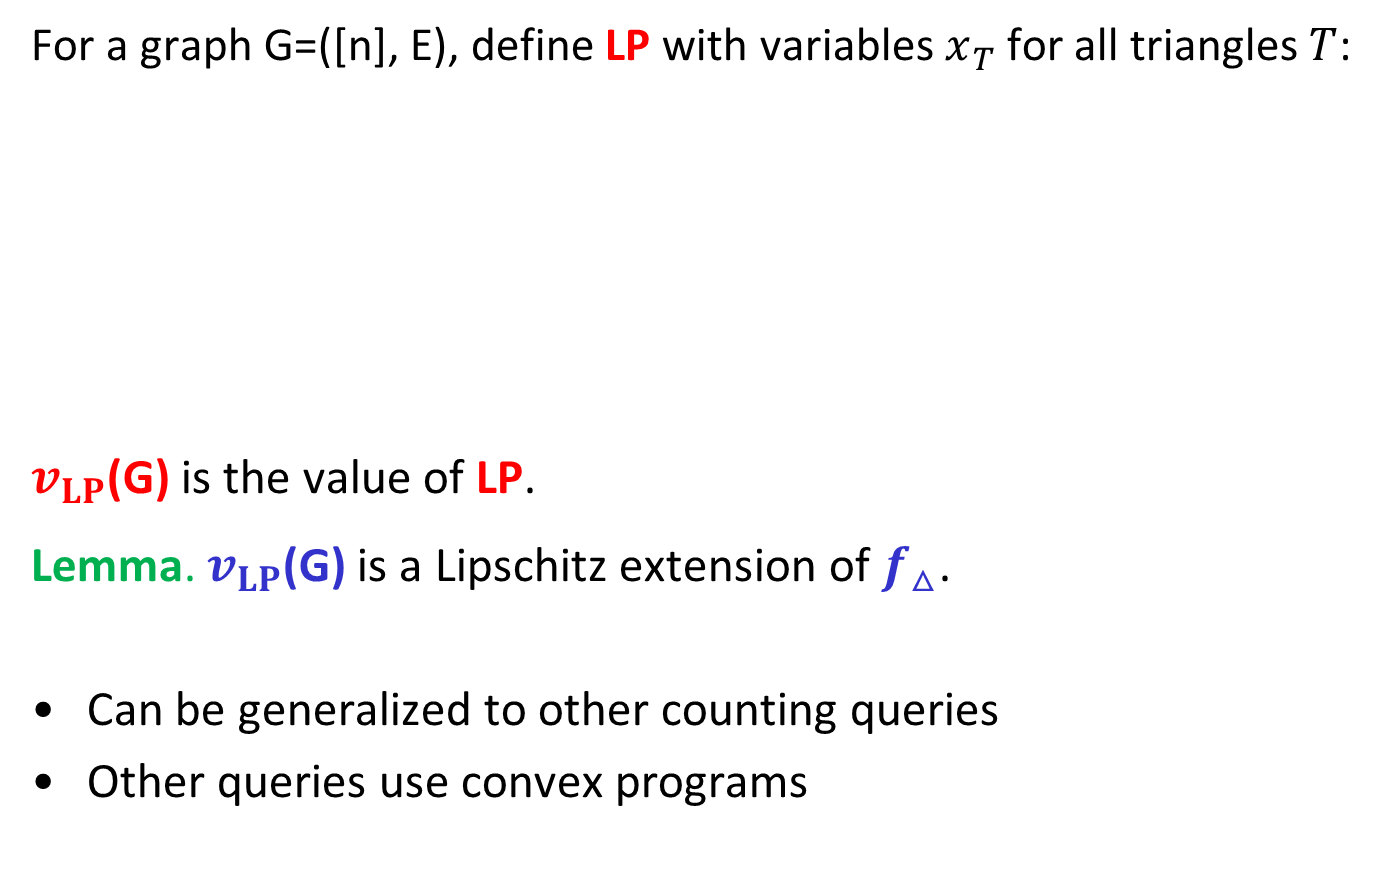 For a graph G=([n], E), define LP with variables 𝑥_𝑇 for all triangles 𝑇:
𝒗_LP(G) is the value of LP.
Lemma. 𝒗_LP(G) is a Lipschitz extension of 𝒇_△.
• Can be generalized to other counting queries
• Other queries use convex programs